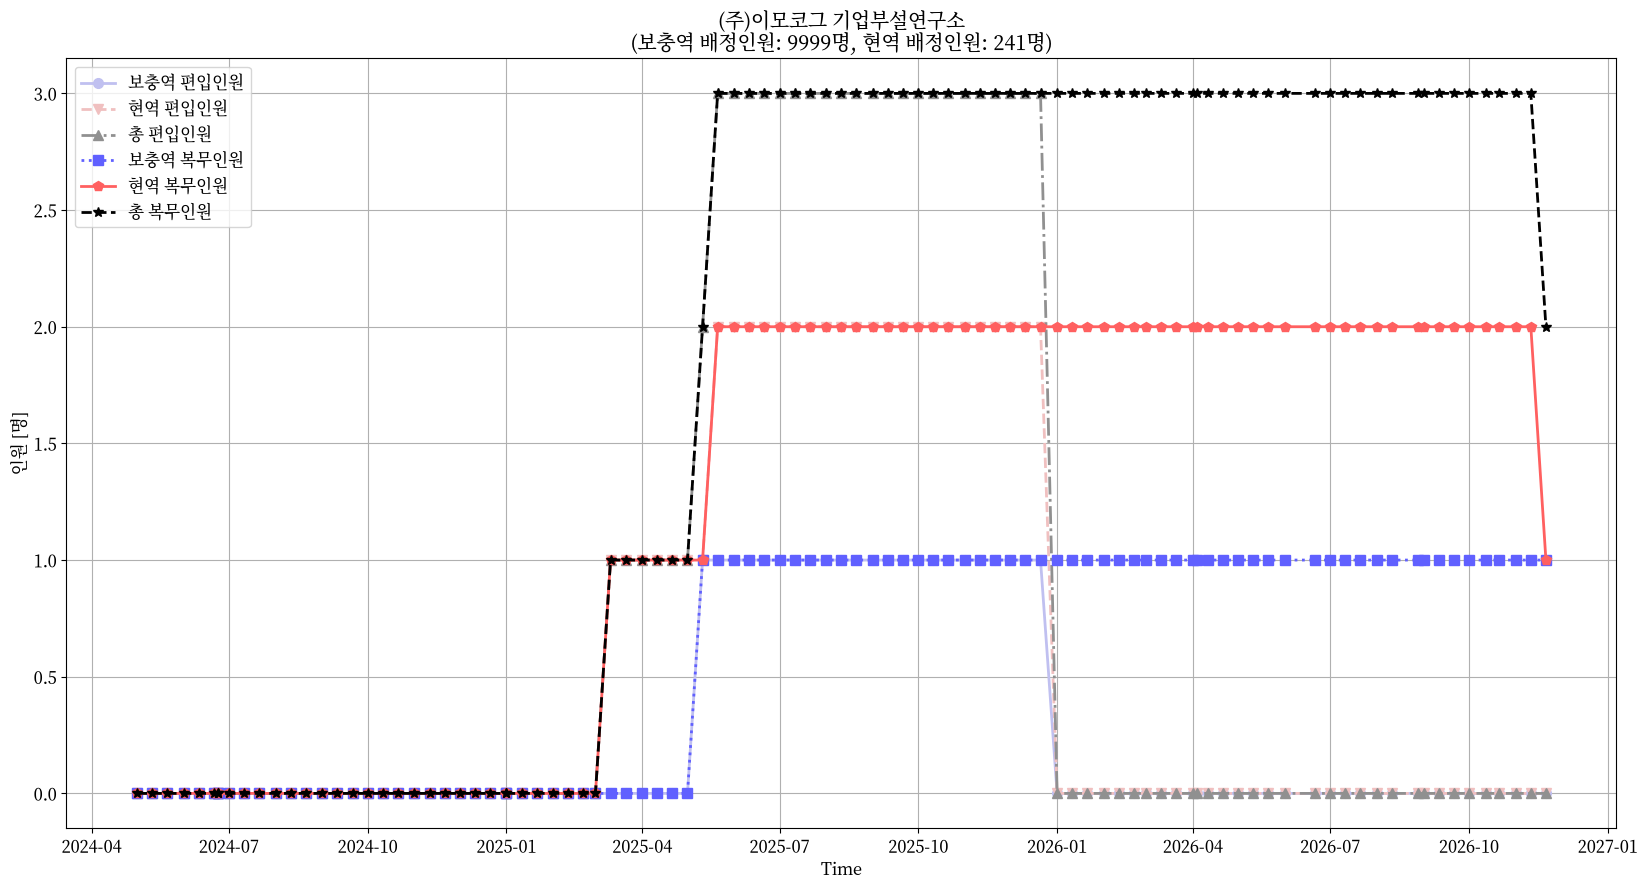 (주)이모코그 기업부설연구소
(보충역 배정인원: 9999명, 현역 배정인원: 241명)
보충역 편입인원
현역 편입인원
총 편입인원
보충역 복무인원
현역 복무인원
총 복무인원
인원 [명]
3.0
2.5
2.0
1.5
1.0
0.5
0.0
2024-04 2024-07 2024-10 2025-01 2025-04 2025-07 2025-10 2026-01 2026-04 2026-07 2026-10 2027-01
Time